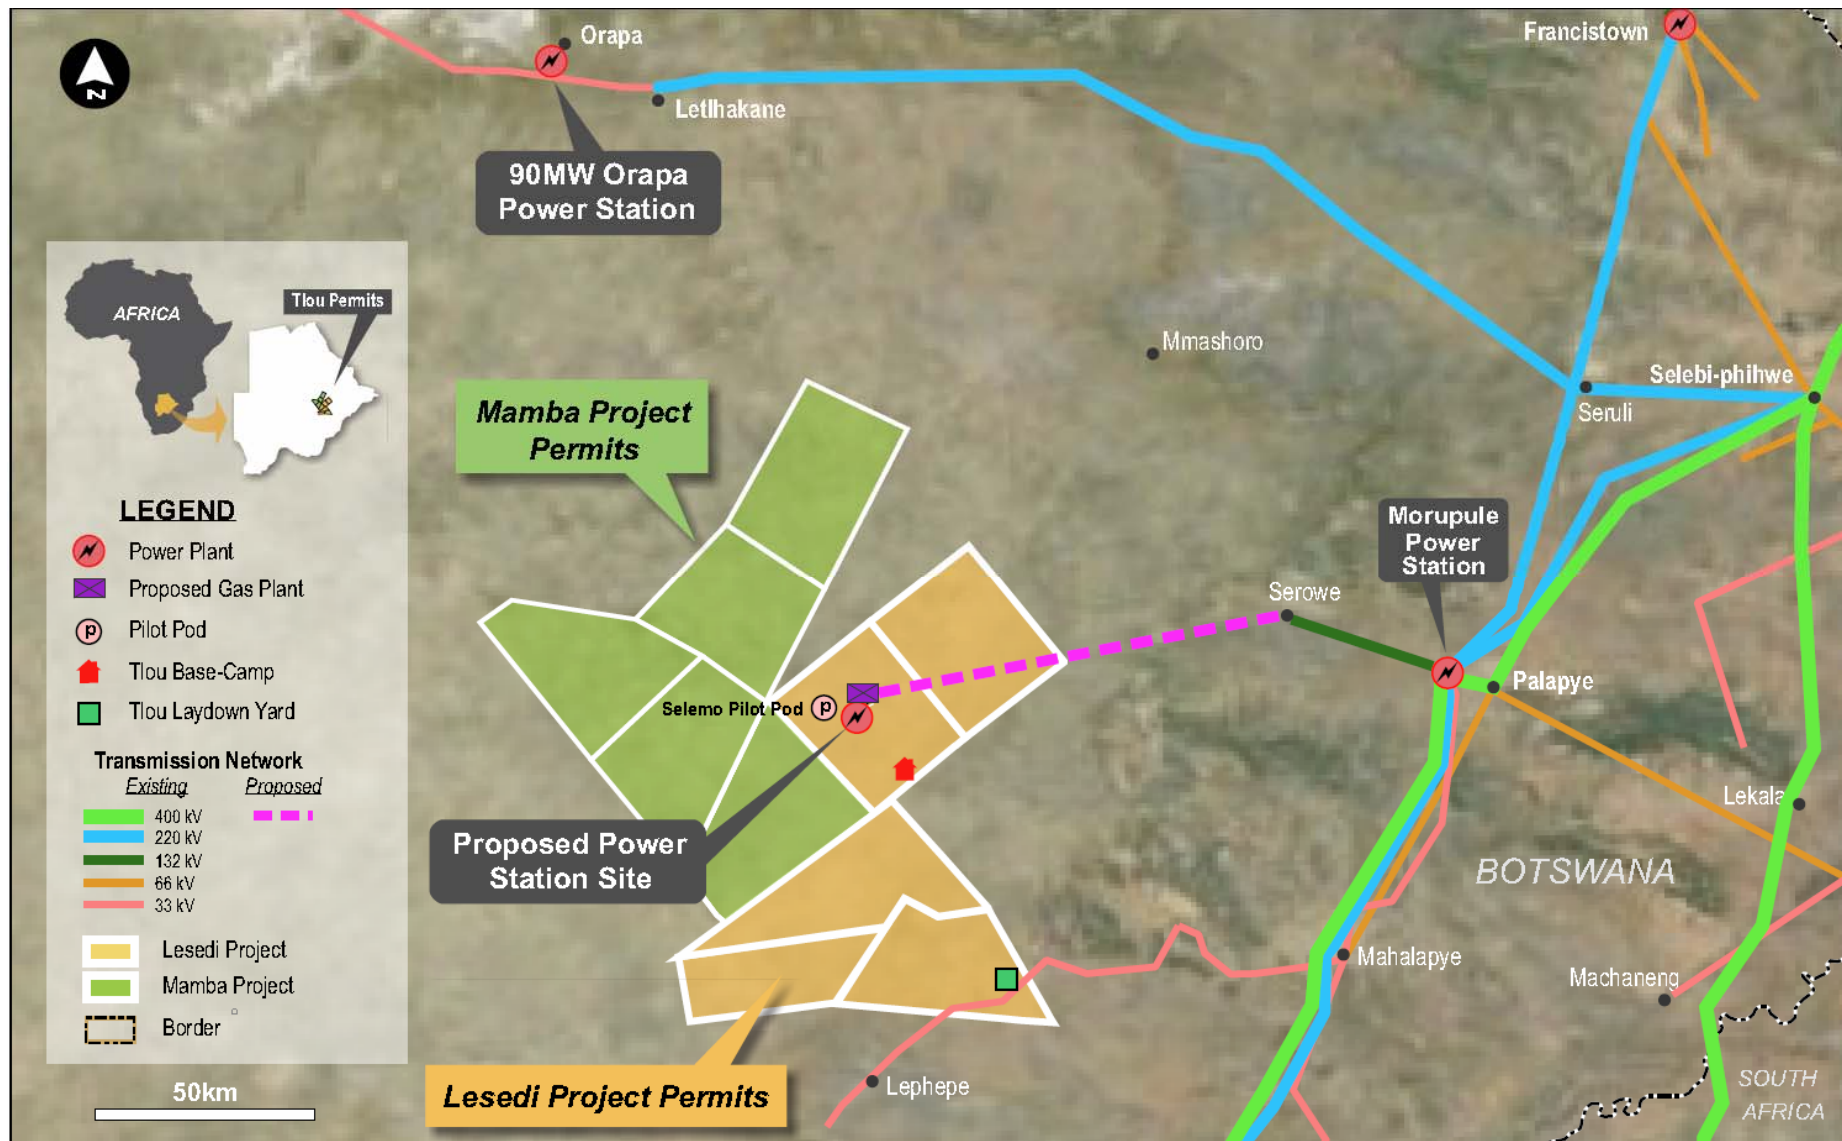 Orapa
Francistown
Letlhakane
N
90MW Orapa
Power Station
AFRICA
Tlou Permits
Mmashoro
Selebi-phihwe
Seruli
Mamba Project
Permits
LEGEND
Power Plant
Proposed Gas Plant
Pilot Pod
Tlou Base-Camp
Tlou Laydown Yard
Transmission Network
Existing Proposed
400 kV
220 kV
132 kV
66 kV
33 kV
Lesedi Project
Mamba Project
Border
50km
Morupule
Power
Station
Serowe
Palapye
Selemo Pilot Pod
p
p
Proposed Power
Station Site
Lekala
BOTSWANA
Mahalapye
Machaneng
Lephepe
Lesedi Project Permits
SOUTH
AFRICA